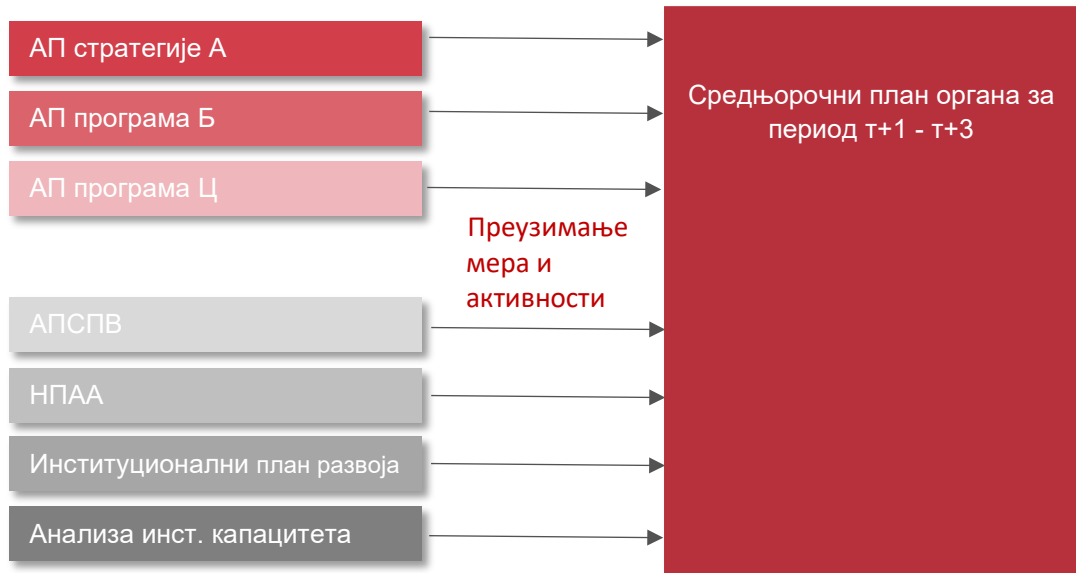 АП стратегије А
АП програма Б
АП програма Ц
Преузимање
мера и
активности
АПСПВ
НПАА
Институционални план развоја
Анализа инст. капацитета
Средњорочни план органа за
период т+1 - т+3